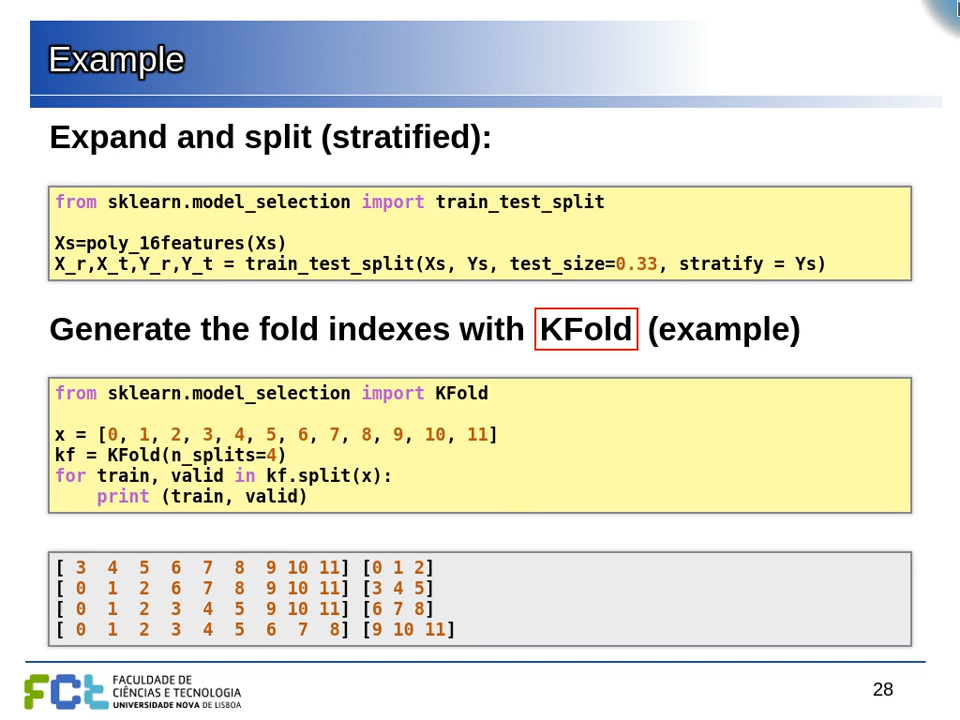 Example
Expand and split (stratified):
from sklearn.model_selection import train_test_split
Xs=poly_16features(Xs)
X_r,X_t,Y_r,Y_t = train_test_split(Xs, Ys, test_size=0.33, stratify = Ys)
Generate the fold indexes with KFold (example)
from sklearn.model_selection import KFold
x = [0, 1, 2, 3, 4, 5, 6, 7, 8, 9, 10, 11]
kf = KFold(n_splits=4)
for train, valid in kf.split(x):
    print (train, valid)
[ 3  4  5  6  7  8  9 10 11] [0 1 2]
[ 0  1  2  6  7  8  9 10 11] [3 4 5]
[ 0  1  2  3  4  5  9 10 11] [6 7 8]
[ 0  1  2  3  4  5  6  7  8] [9 10 11]
FCt
FACULDADE DE
CIÊNCIAS E TECNOLOGIA
UNIVERSIDADE NOVA DE LISBOA
28